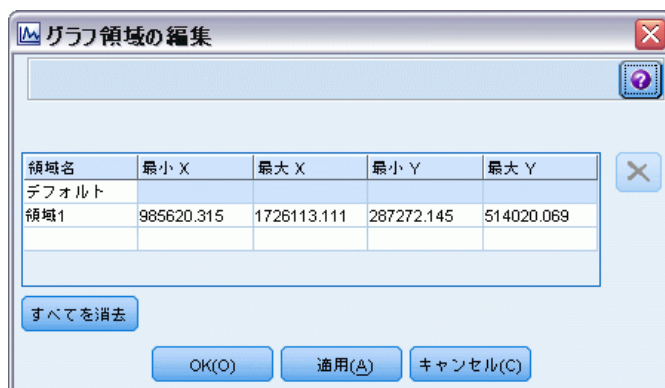 グラフ領域の編集
領域名 最小 X 最大 X 最小 Y 最大 Y
デフォルト
領域1 985620.315 1726113.111 287272.145 514020.069
すべてを消去
OK(O) 適用(A) キャンセル(C)